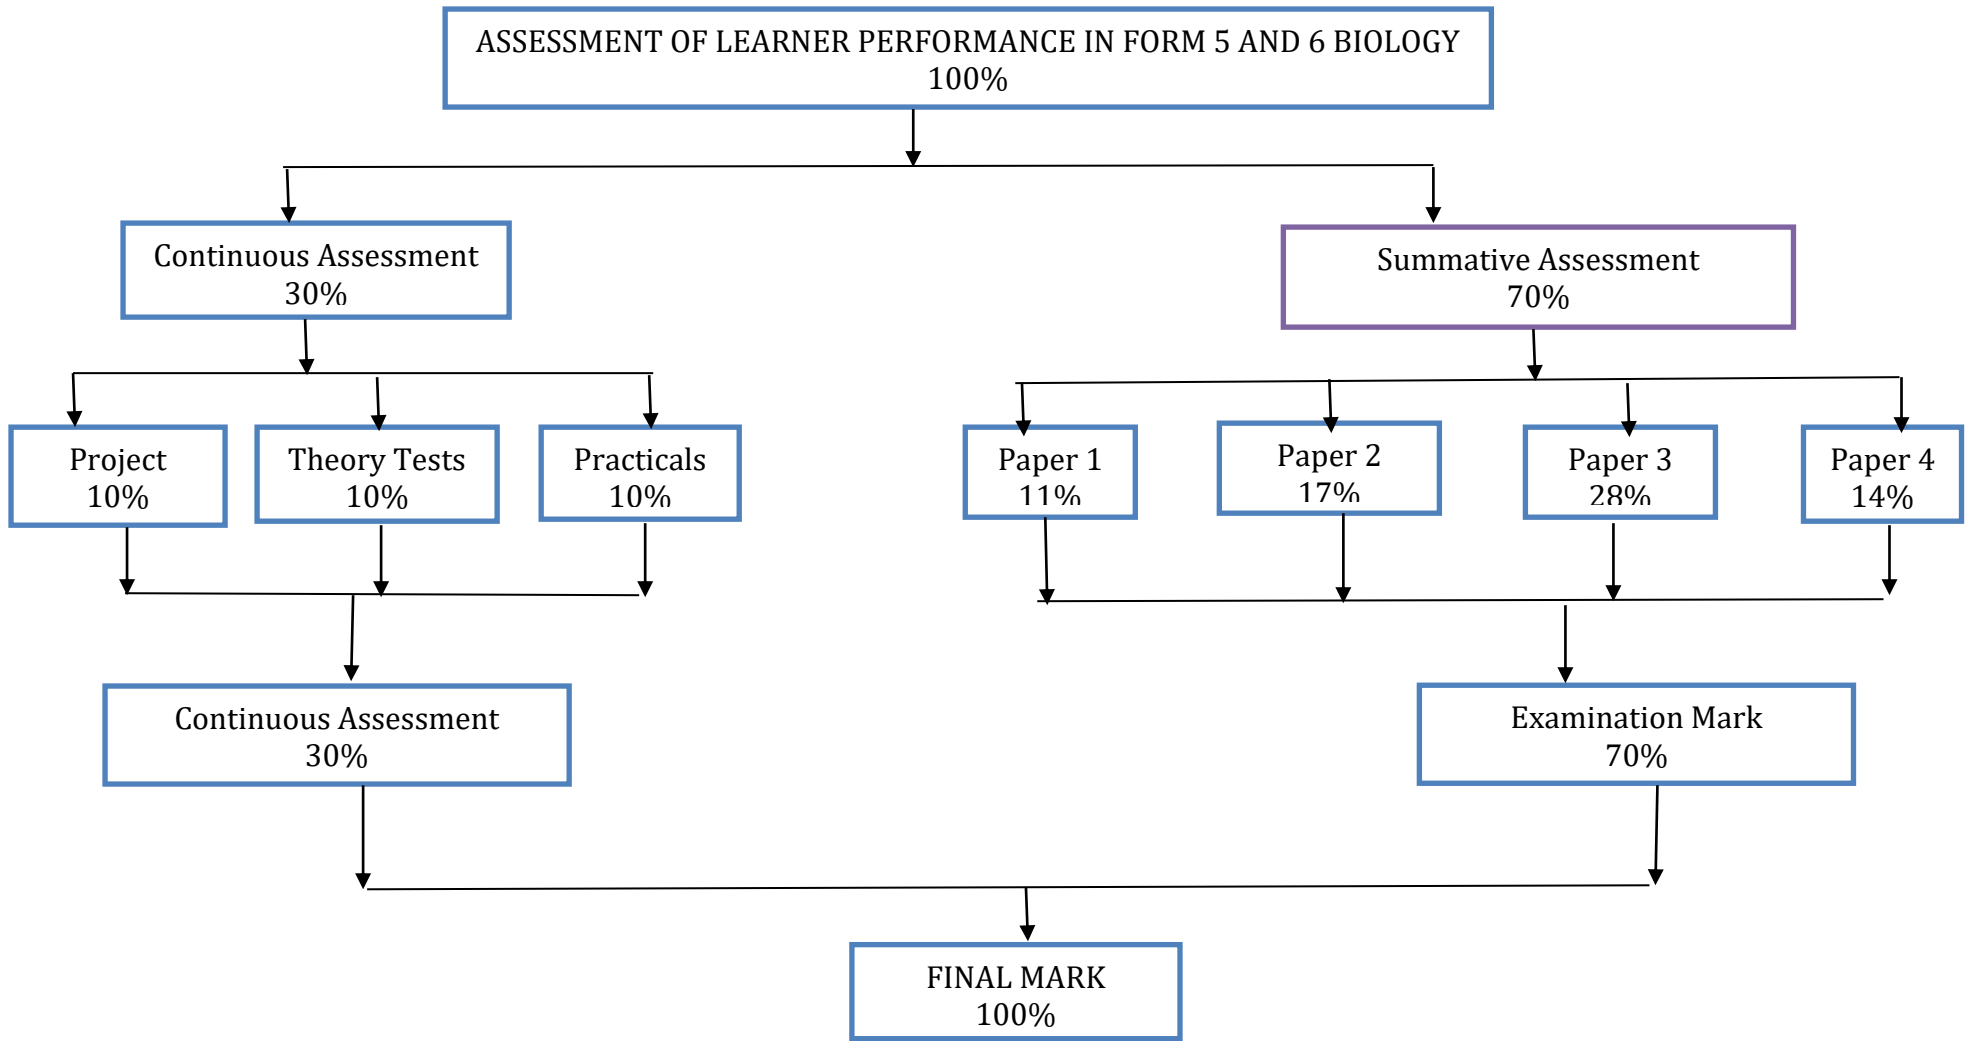 ASSESSMENT OF LEARNER PERFORMANCE IN FORM 5 AND 6 BIOLOGY
100%
Continuous Assessment
30%
Summative Assessment
70%
Project
10%
Theory Tests
10%
Practicals
10%
Paper 1
11%
Paper 2
17%
Paper 3
28%
Paper 4
14%
Continuous Assessment
30%
Examination Mark
70%
FINAL MARK
100%